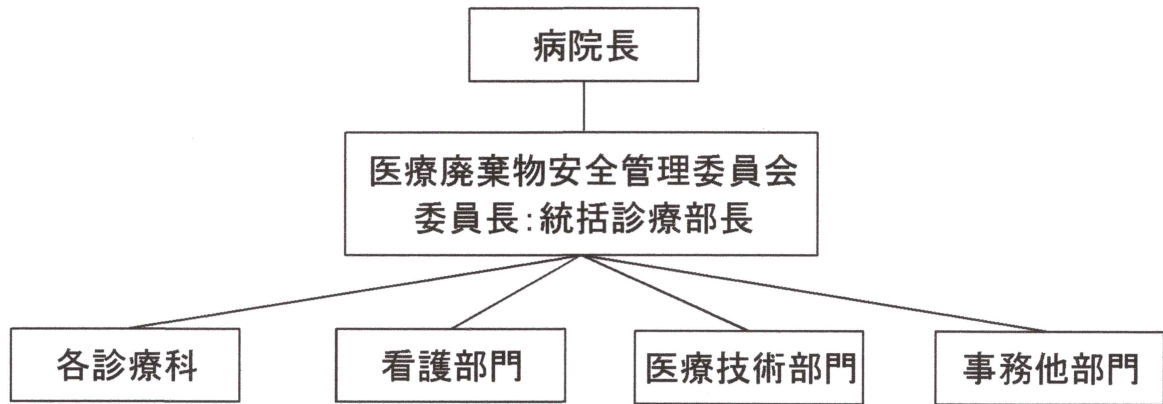 病院長
医療廃棄物安全管理委員会
委員長:統括診療部長
各診療科
看護部門
医療技術部門
事務他部門